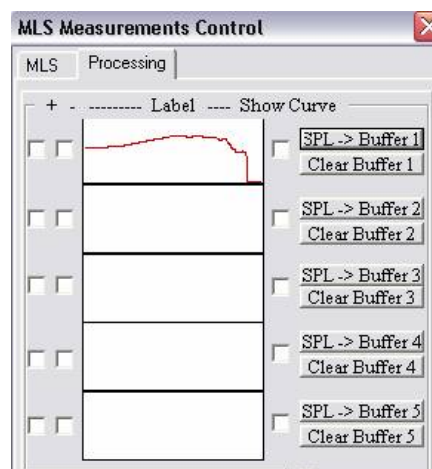 MLS Measurements Control
MLS Processing
+ - --------- Label ---- Show Curve
SPL -> Buffer 1
Clear Buffer 1
SPL -> Buffer 2
Clear Buffer 2
SPL -> Buffer 3
Clear Buffer 3
SPL -> Buffer 4
Clear Buffer 4
SPL -> Buffer 5
Clear Buffer 5